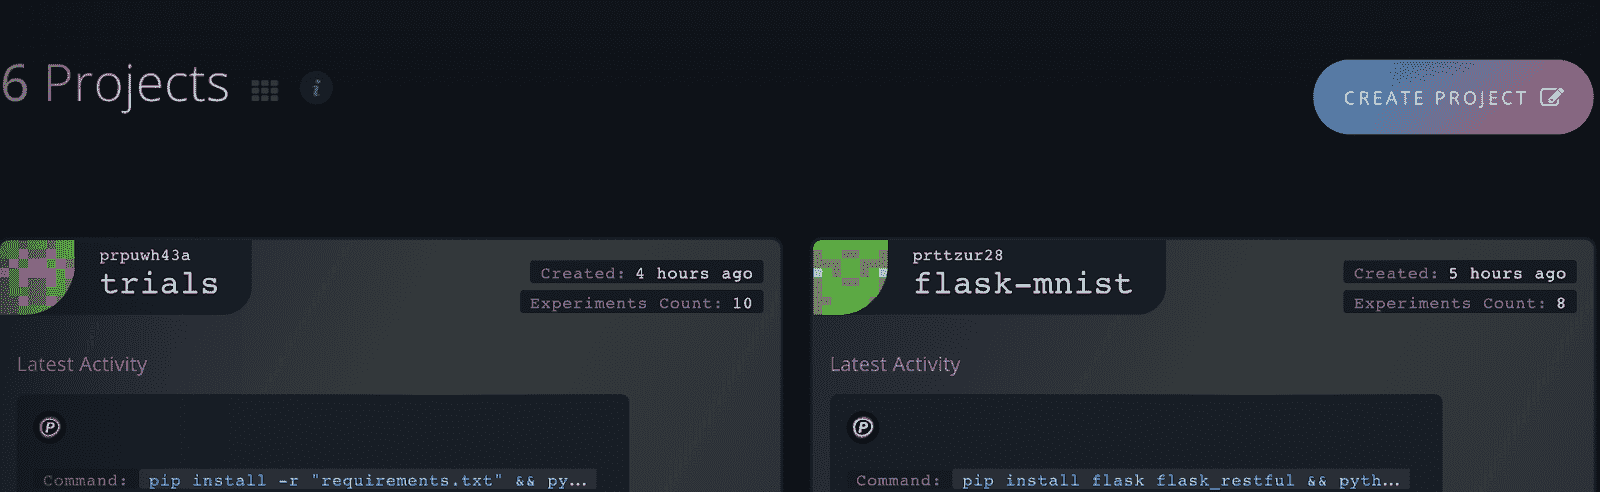 6 Projects
CREATE PROJECT
prpuwh43a
trials
Created: 4 hours ago
Experiments Count: 10
Latest Activity
P
Command: pip install -r "requirements.txt" && py...
prttzur28
flask-mnist
Created: 5 hours ago
Experiments Count: 8
Latest Activity
P
Command: pip install flask flask_restful && pyth...